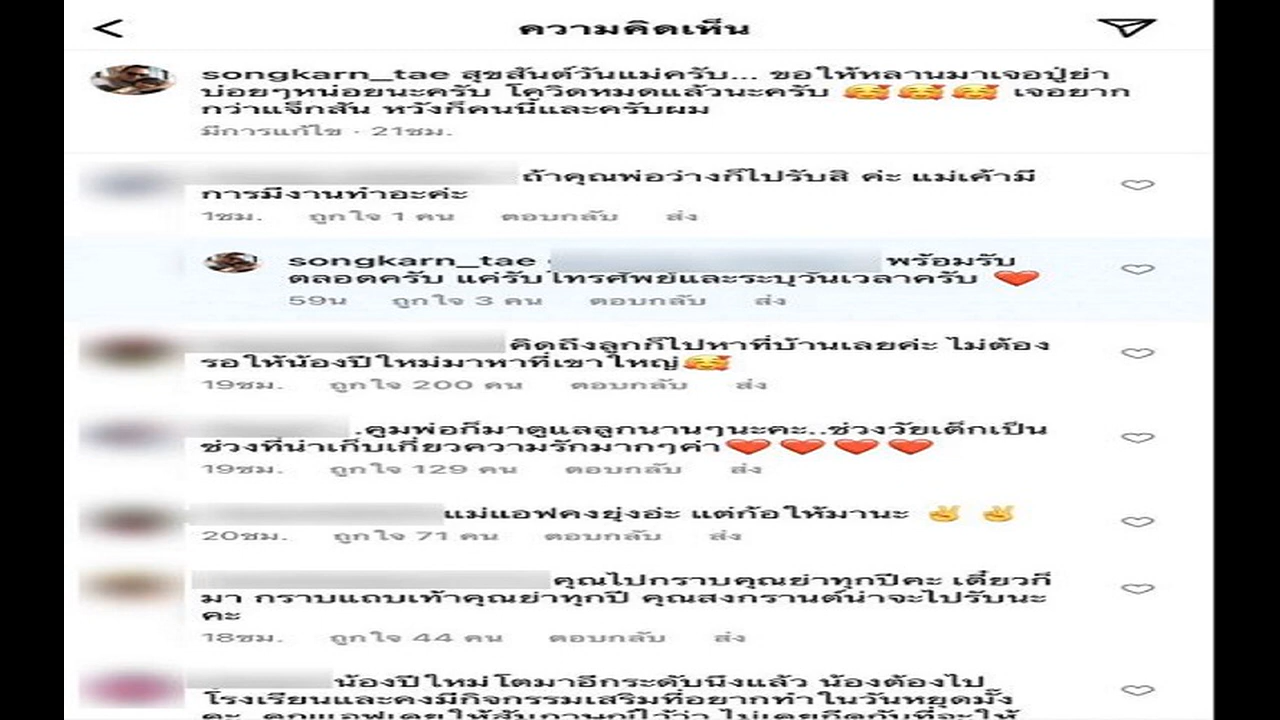 ความคิดเห็น
songkarn_tae สุขสันต์วันแม่ครับ... ขอให้หลานมาเจอปู่ย่า
บ่อยๆหน่อยนะครับ โควิดหมดแล้วนะครับ 🥰🥰🥰 เจอยาก
กว่าแจ็กสัน หวังก็คนนี้และครับผม
มีการแก้ไข · 21ชม.
ถ้าคุณพ่อว่างก็ไปรับสิ ค่ะ แม่เค้ามี
การมีงานทำอะค่ะ
1ชม. ถูกใจ 1 คน ตอบกลับ ส่ง
songkarn_tae พร้อมรับ
ตลอดครับ แค่รับโทรศัพย์และระบุวันเวลาครับ ❤️
59น ถูกใจ 3 คน ตอบกลับ ส่ง
คิดถึงลูกก็ไปหาที่บ้านเลยค่ะ ไม่ต้อง
รอให้น้องปีใหม่มาหาที่เขาใหญ่🥰
19ชม. ถูกใจ 200 คน ตอบกลับ ส่ง
.คูมพ่อก็มาดูแลลูกนานๆนะคะ..ช่วงวัยเด็กเป็น
ช่วงที่น่าเก็บเกี่ยวความรักมากๆค่า❤️❤️❤️❤️
19ชม. ถูกใจ 129 คน ตอบกลับ ส่ง
แม่แอฟคงยุ่งอ่ะ แต่ก้อให้มานะ ✌️ ✌️
20ชม. ถูกใจ 71 คน ตอบกลับ ส่ง
คุณไปกราบคุณย่าทุกปีคะ เดี๋ยวก็
มา กราบแถบเท้าคุณย่าทุกปี คุณสงกรานต์น่าจะไปรับนะ
คะ
18ชม. ถูกใจ 44 คน ตอบกลับ ส่ง
น้องปีใหม่โตมาอีกระดับนึงแล้ว น้องต้องไป
โรงเรียนและคงมีกิจกรรมเสริมที่อยากทำในวันหยุดมั้ง